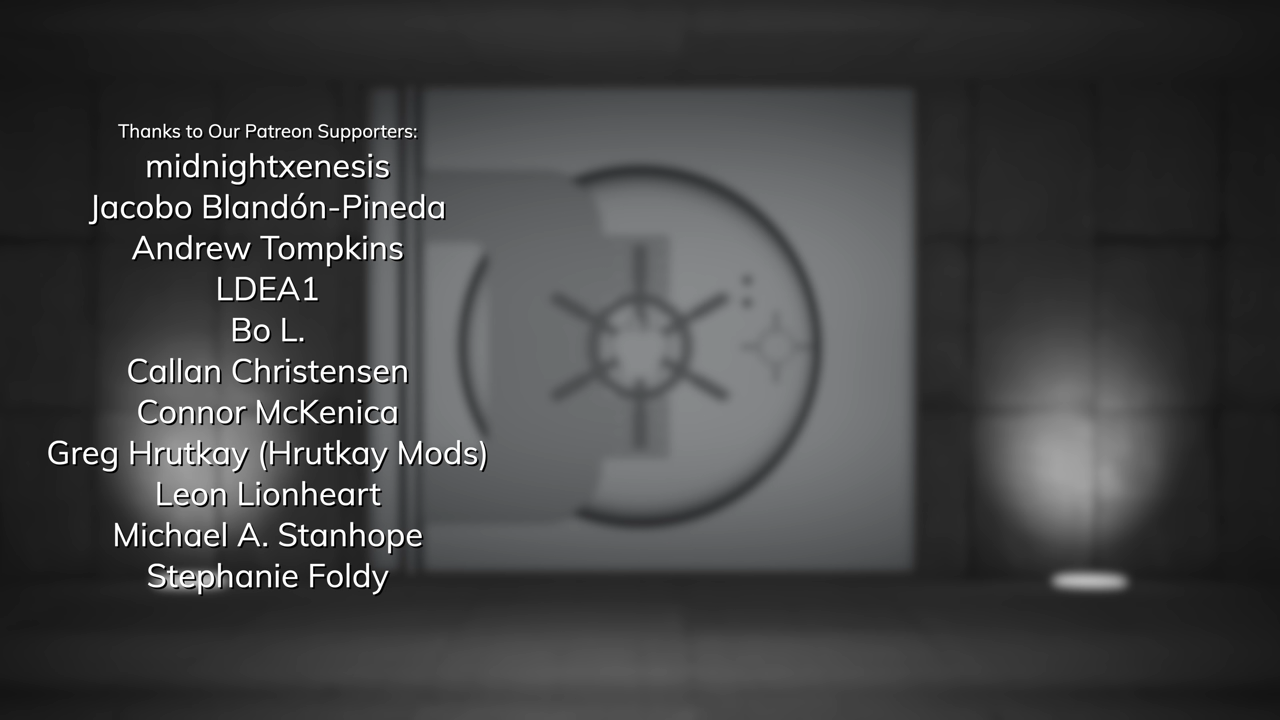 Thanks to Our Patreon Supporters:
midnightxenesis
Jacobo Blandón-Pineda
Andrew Tompkins
LDEA1
Bo L.
Callan Christensen
Connor McKenica
Greg Hrutkay (Hrutkay Mods)
Leon Lionheart
Michael A. Stanhope
Stephanie Foldy